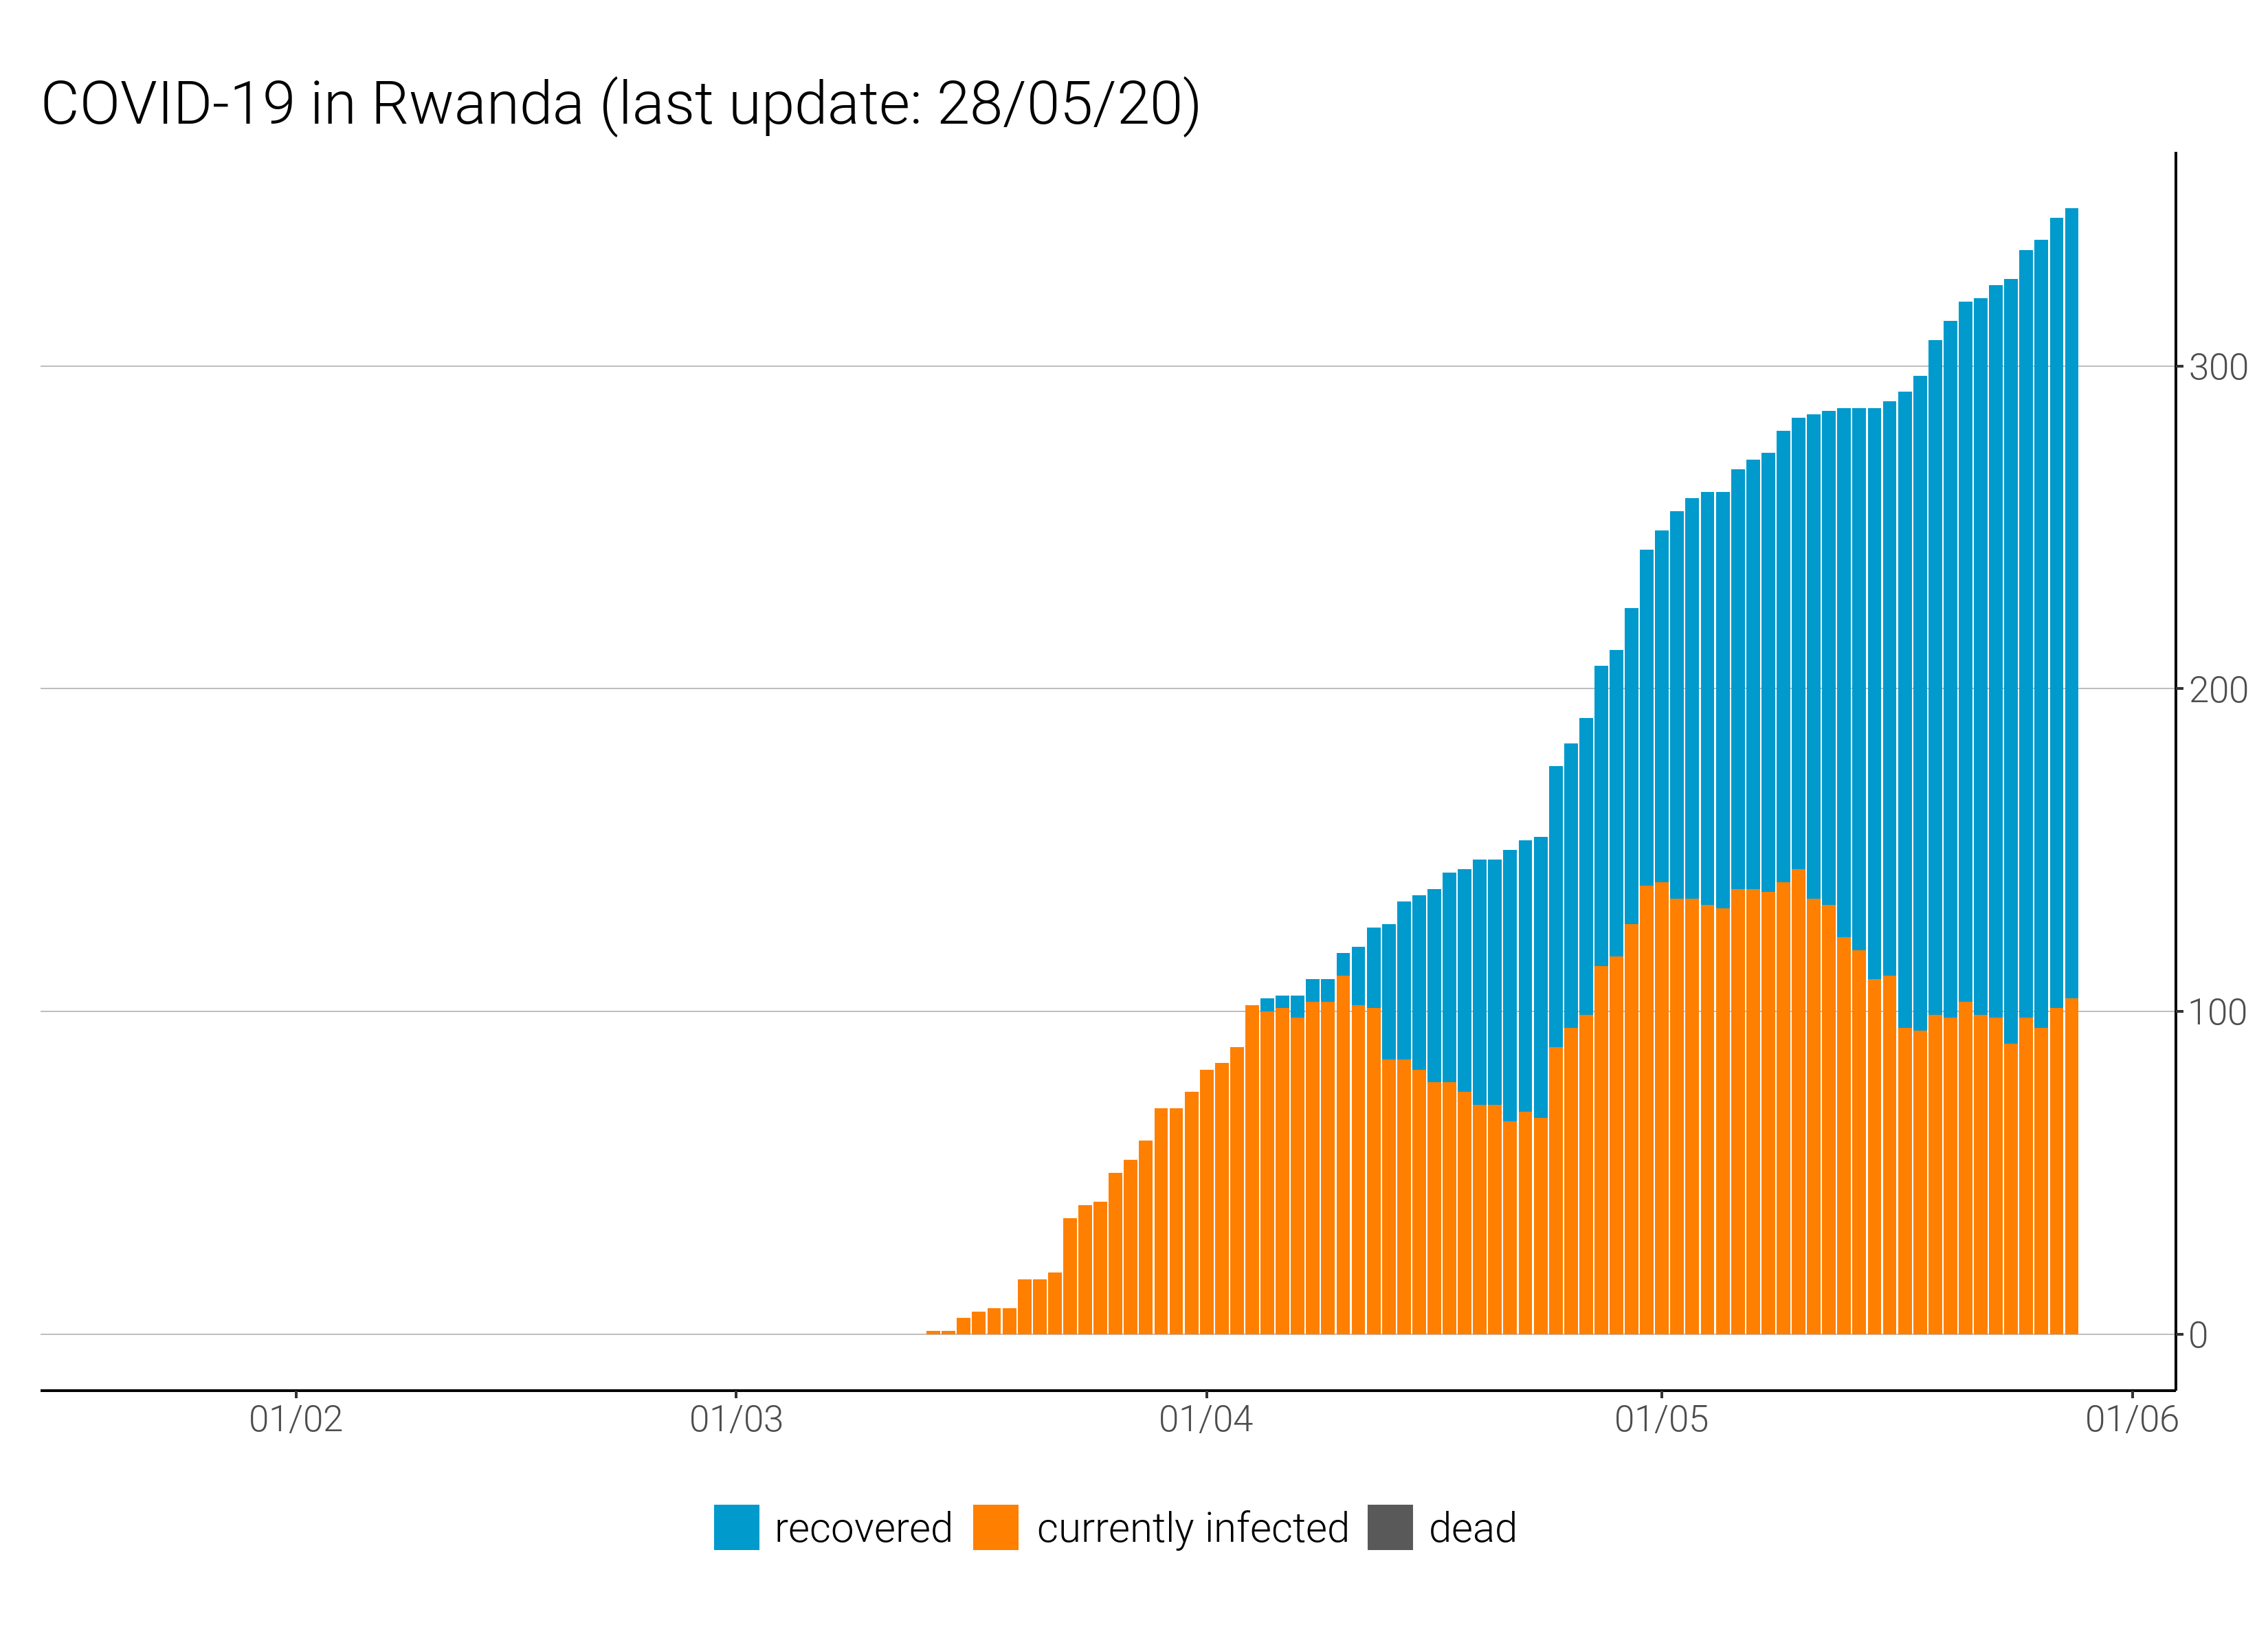 COVID-19 in Rwanda (last update: 28/05/20)
300
200
100
0
01/02 01/03 01/04 01/05 01/06
recovered currently infected dead